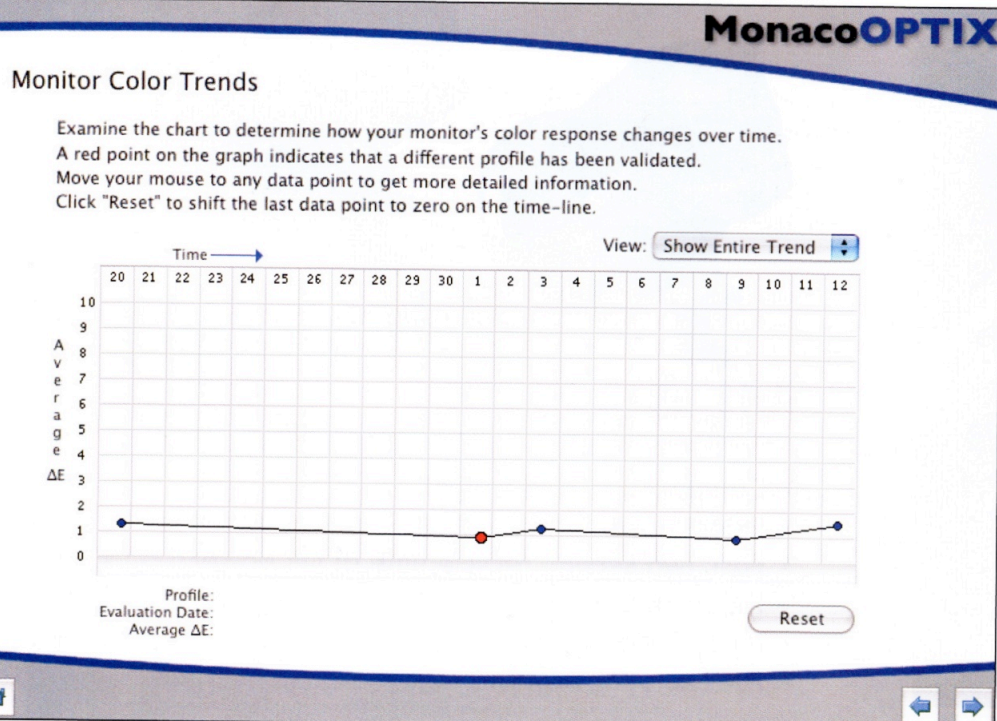 MonacoOPTIX
Monitor Color Trends
Examine the chart to determine how your monitor's color response changes over time.
A red point on the graph indicates that a different profile has been validated.
Move your mouse to any data point to get more detailed information.
Click "Reset" to shift the last data point to zero on the time-line.
View: Show Entire Trend
Time
20 21 22 23 24 25 26 27 28 29 30 1 2 3 4 5 6 7 8 9 10 11 12
10
9
8
7
6
5
4
3
2
1
0
Average ΔE
Profile:
Evaluation Date:
Average ΔE:
Reset